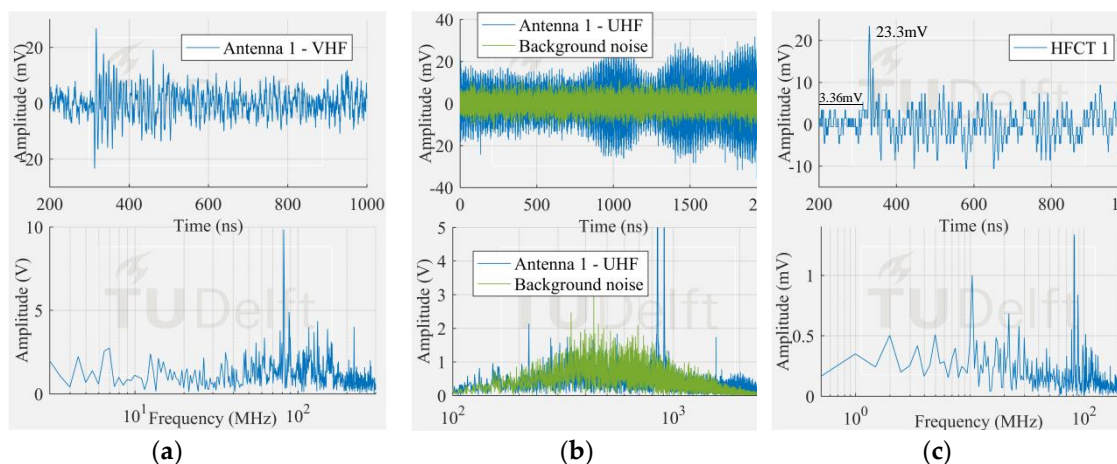 Antenna 1 - VHF
Amplitude (mV)
20
0
-20
200 400 600 800 1000
Time (ns)
Amplitude (V)
10
5
0
TUDelft
10¹ 10²
Frequency (MHz)
(a)
Antenna 1 - UHF
Background noise
Amplitude (mV)
40
20
0
-20
-40
0 500 1000 1500
Time (ns)
Antenna 1 - UHF
Background noise
Amplitude (V)
5
4
3
2
1
0
TUDelft
10² 10³
Frequency (MHz)
(b)
HFCT 1
23.3mV
3.36mV
Amplitude (mV)
20
10
0
-10
200 400 600 800
Time (ns)
Amplitude (mV)
1
0.5
0
TUDelft
10⁰ 10¹ 10²
Frequency (MHz)
(c)